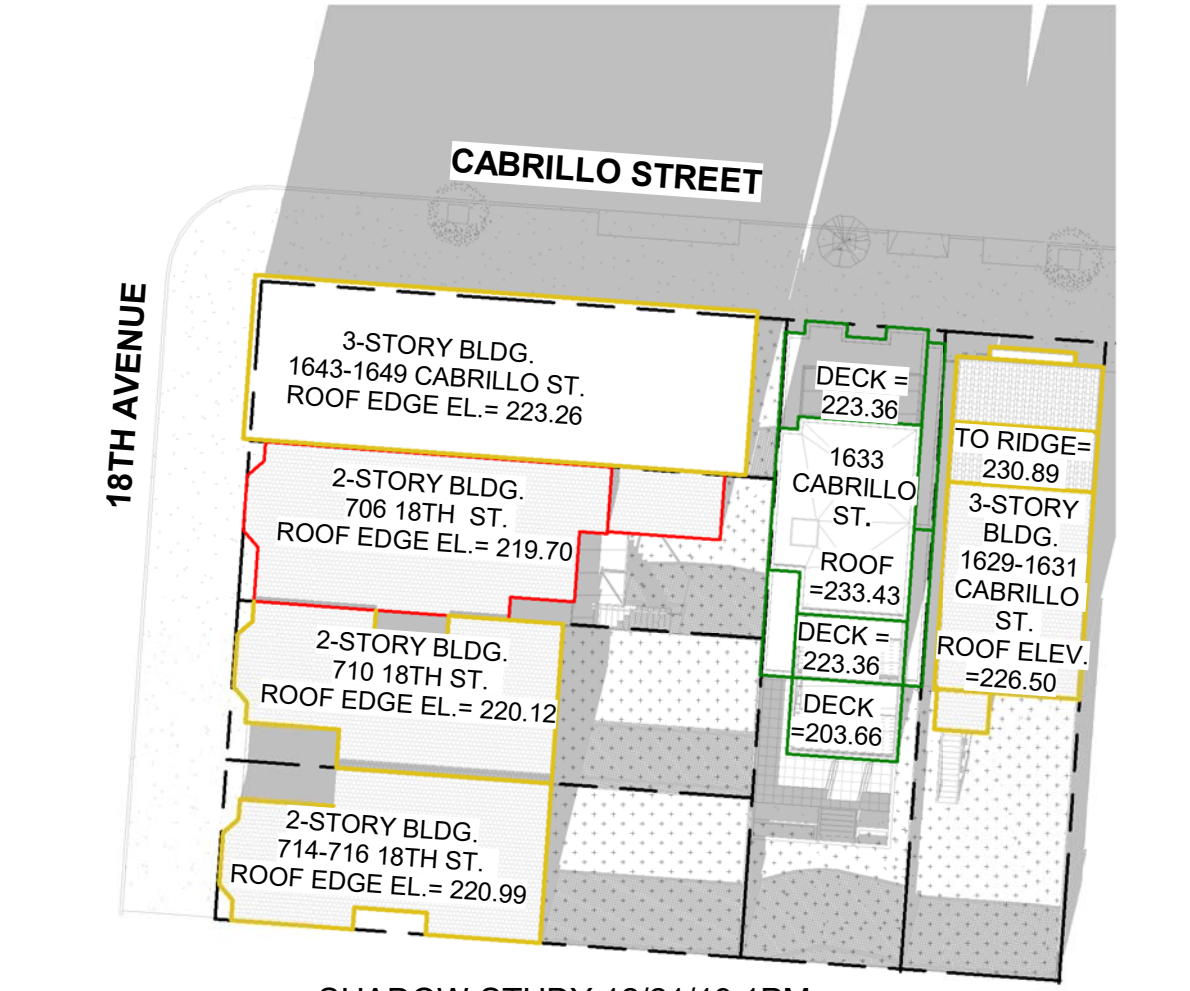 CABRILLO STREET
18TH AVENUE
3-STORY BLDG.
1643-1649 CABRILLO ST.
ROOF EDGE EL.= 223.26
2-STORY BLDG.
706 18TH ST.
ROOF EDGE EL.= 219.70
2-STORY BLDG.
710 18TH ST.
ROOF EDGE EL.= 220.12
2-STORY BLDG.
714-716 18TH ST.
ROOF EDGE EL.= 220.99
DECK =
223.36
1633
CABRILLO
ST.
ROOF
=233.43
DECK =
223.36
DECK
=203.66
TO RIDGE=
230.89
3-STORY
BLDG.
1629-1631
CABRILLO
ST.
ROOF ELEV.
=226.50